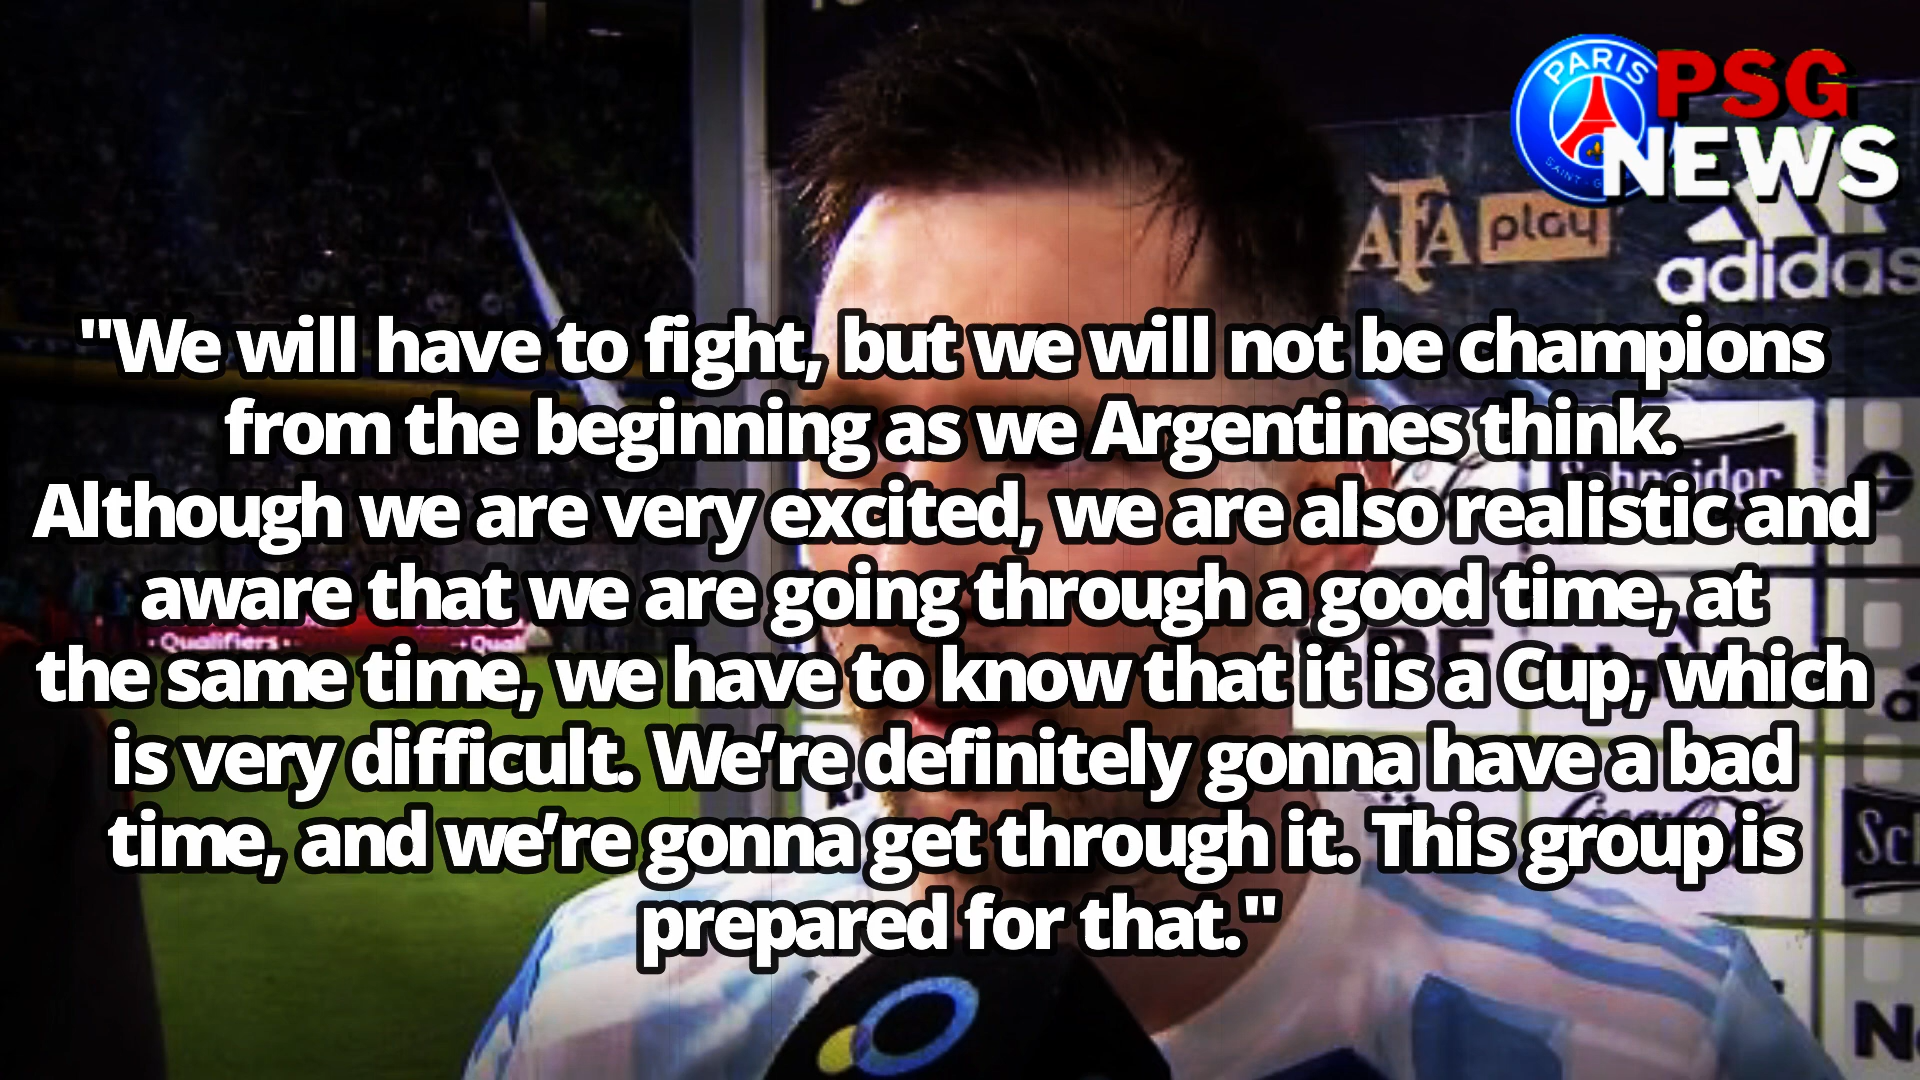 PARIS
PSG
NEWS
AFA play
adidas
"We will have to fight, but we will not be champions
from the beginning as we Argentines think.
Schneider
Although we are very excited, we are also realistic and
aware that we are going through a good time, at
· Qualifiers ·
the same time, we have to know that it is a Cup, which
is very difficult. We’re definitely gonna have a bad
time, and we’re gonna get through it. This group is
prepared for that."